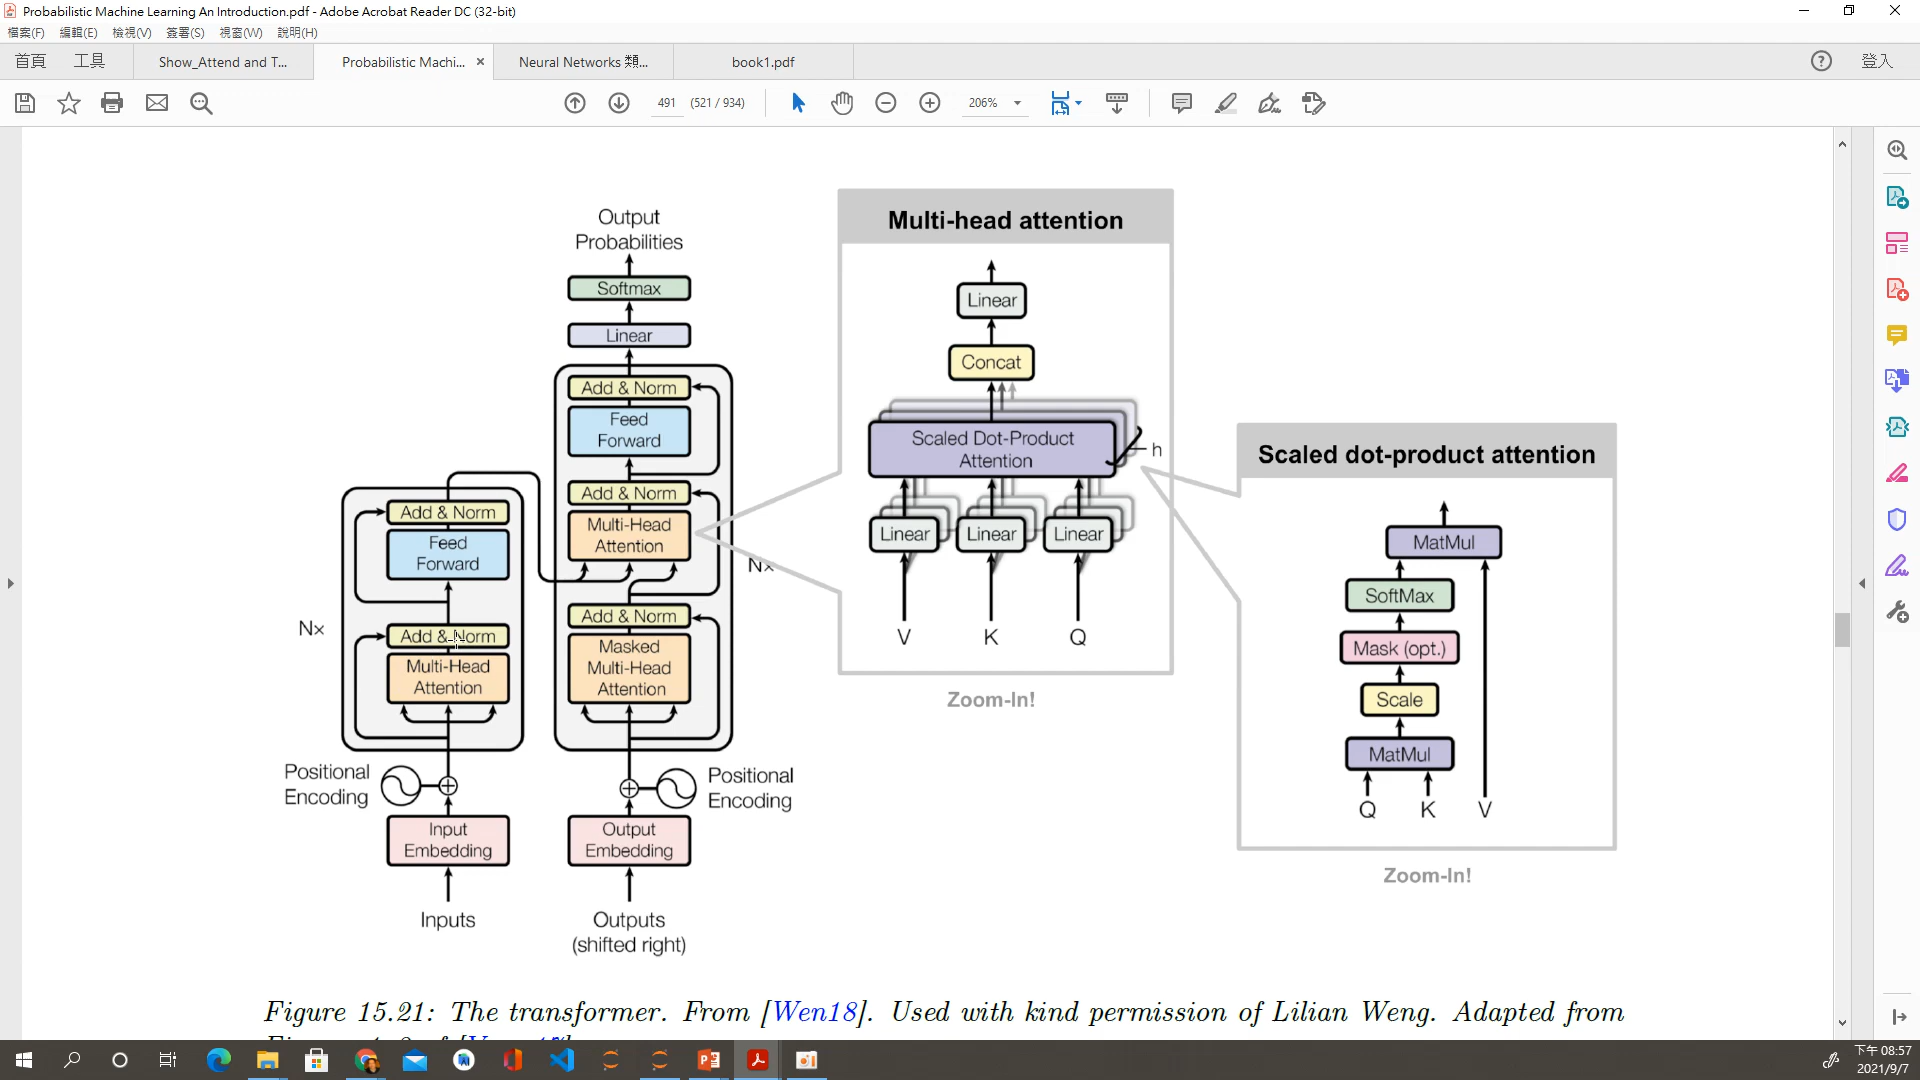 Probabilistic Machine Learning An Introduction.pdf - Adobe Acrobat Reader DC (32-bit)
檔案(F) 編輯(E) 檢視(V) 簽署(S) 視窗(W) 說明(H)
首頁 工具 Show_Attend and T... Probabilistic Machi... Neural Networks 類... book1.pdf 登入
491 (521 / 934) 206%
Output
Probabilities
Softmax
Linear
Add & Norm
Feed
Forward
Add & Norm
Multi-Head
Attention
Nx
Add & Norm
Masked
Multi-Head
Attention
Positional
Encoding
Output
Embedding
Outputs
(shifted right)
Add & Norm
Feed
Forward
Nx
Add & Norm
Multi-Head
Attention
Positional
Encoding
Input
Embedding
Inputs
Multi-head attention
Linear
Concat
Scaled Dot-Product
Attention
h
Linear Linear Linear
V K Q
Zoom-In!
Scaled dot-product attention
MatMul
SoftMax
Mask (opt.)
Scale
MatMul
Q K V
Zoom-In!
Figure 15.21: The transformer. From [Wen18]. Used with kind permission of Lilian Weng. Adapted from
下午 08:57
2021/9/7